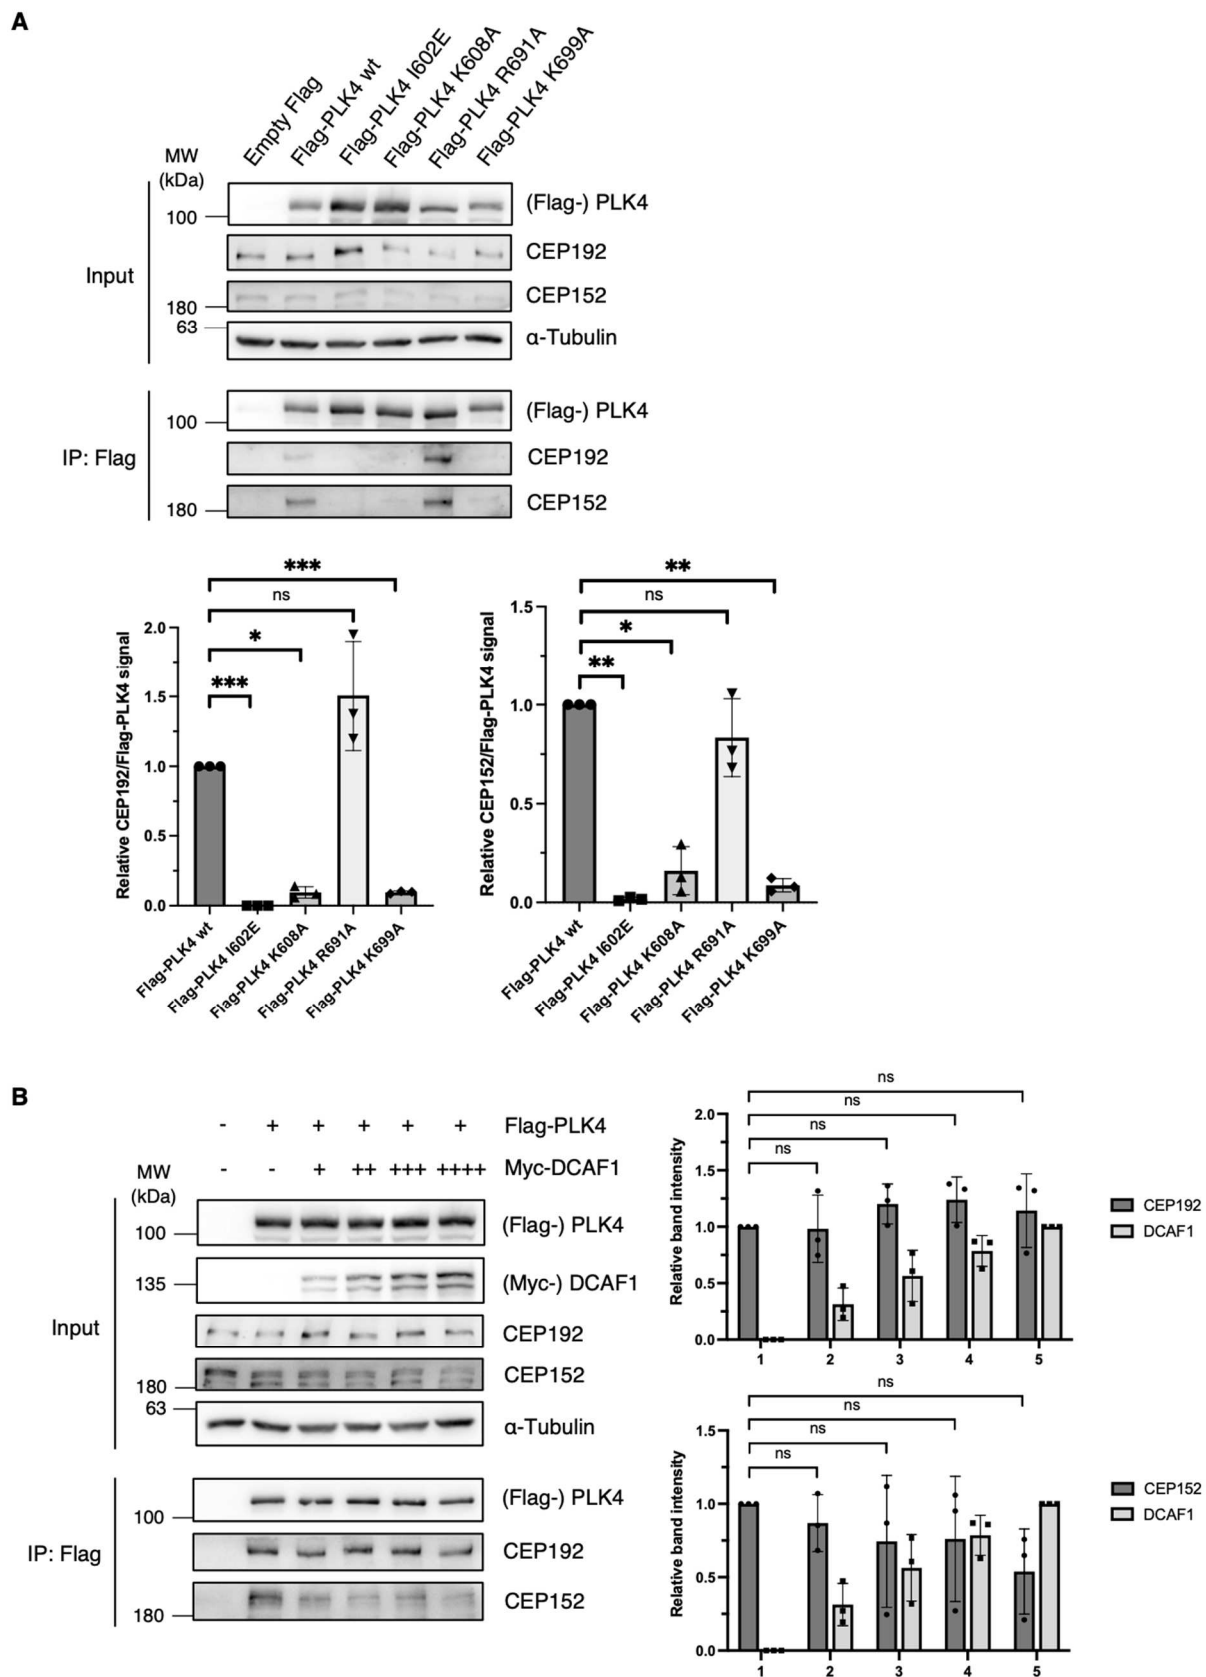 A
Empty Flag
Flag-PLK4 wt
Flag-PLK4 I602E
Flag-PLK4 K608A
Flag-PLK4 R691A
Flag-PLK4 K699A
MW
(kDa)
Input
100
(Flag-) PLK4
CEP192
CEP152
180
63
α-Tubulin
IP: Flag
(Flag-) PLK4
100
CEP192
CEP152
180
Relative CEP192/Flag-PLK4 signal
***
ns
*
***
2.0
1.5
1.0
0.5
0.0
Flag-PLK4 wt
Flag-PLK4 I602E
Flag-PLK4 K608A
Flag-PLK4 R691A
Flag-PLK4 K699A
Relative CEP152/Flag-PLK4 signal
**
ns
*
**
1.5
1.0
0.5
0.0
Flag-PLK4 wt
Flag-PLK4 I602E
Flag-PLK4 K608A
Flag-PLK4 R691A
Flag-PLK4 K699A
B
- + + + + + Flag-PLK4
- - + ++ +++ ++++ Myc-DCAF1
MW
(kDa)
Input
(Flag-) PLK4
100
135
(Myc-) DCAF1
CEP192
CEP152
180
63
α-Tubulin
IP: Flag
(Flag-) PLK4
100
CEP192
CEP152
180
Relative band intensity
ns
ns
ns
ns
2.0
1.5
1.0
0.5
0.0
1 2 3 4 5
CEP192
DCAF1
Relative band intensity
ns
ns
ns
ns
1.5
1.0
0.5
0.0
1 2 3 4 5
CEP152
DCAF1